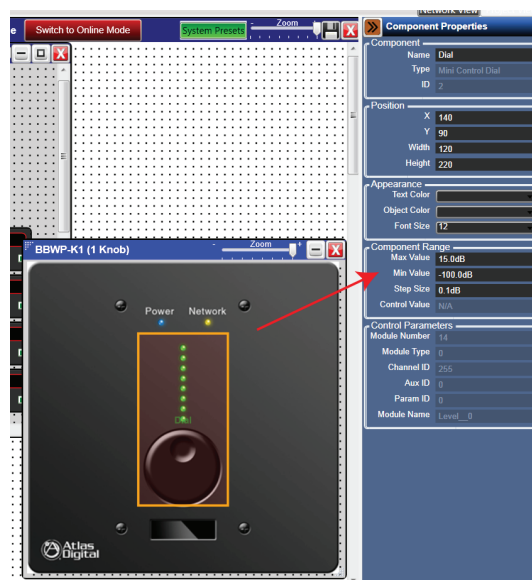 Network View
e
Switch to Online Mode
System Presets
- Zoom +
Component Properties
Component
Name Dial
Type Mini Control Dial
ID 2
Position
X 140
Y 90
Width 120
Height 220
Appearance
Text Color
Object Color
Font Size 12
BBWP-K1 (1 Knob)
- Zoom +
Component Range
Max Value 15.0dB
Min Value -100.0dB
Step Size 0.1dB
Control Value N/A
Power Network
Control Parameters
Module Number 14
Module Type 0
Channel ID 255
Aux ID 0
Param ID 0
Module Name Level__0
Dial
Atlas
Digital